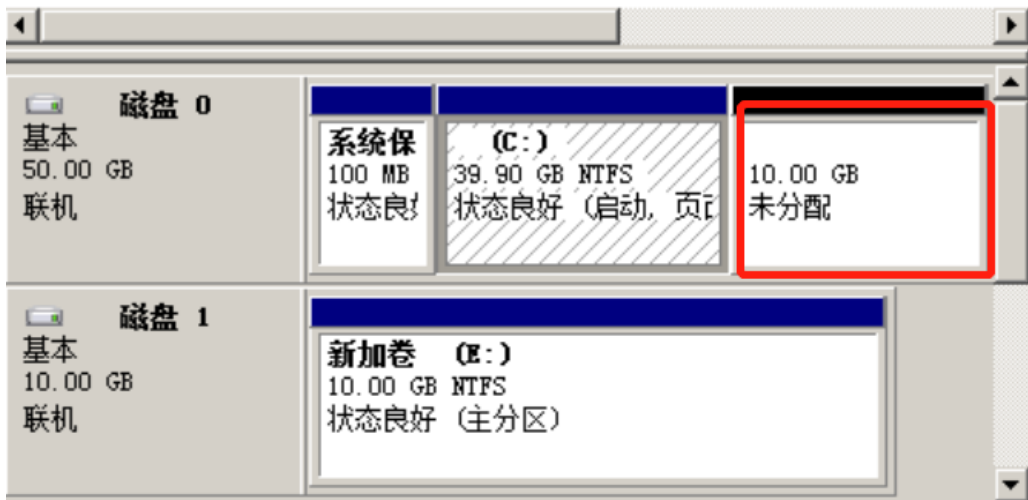 磁盘 0
基本
50.00 GB
联机
系统保
100 MB
状态良
(C:)
39.90 GB NTFS
状态良好 (启动, 页
10.00 GB
未分配
磁盘 1
基本
10.00 GB
联机
新加卷 (E:)
10.00 GB NTFS
状态良好 (主分区)